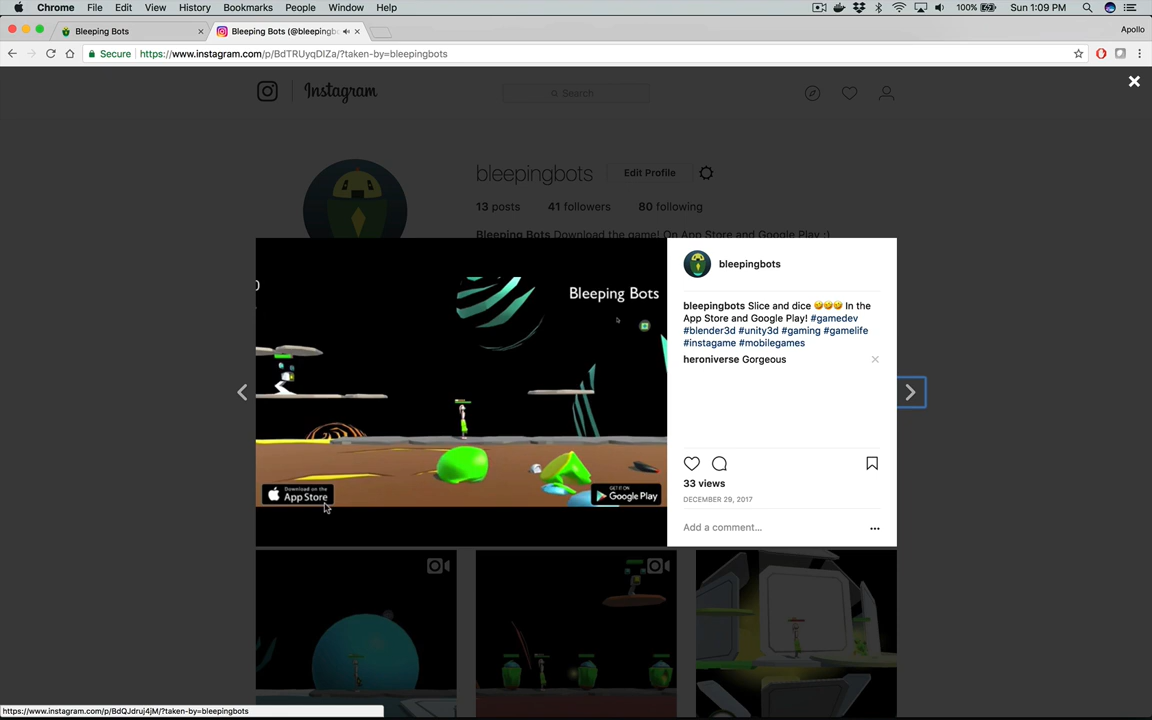 Chrome File Edit View History Bookmarks People Window Help 100% Sun 1:09 PM
Bleeping Bots
Bleeping Bots (@bleepingb
Apollo
Secure https://www.instagram.com/p/BdTRUyqDIZa/?taken-by=bleepingbots
Instagram
Search
bleepingbots Edit Profile
13 posts 41 followers 80 following
Bleeping Bots Download the game! On App Store and Google Play :)
0
Bleeping Bots
Download on the
App Store
GET IT ON
Google Play
bleepingbots
bleepingbots Slice and dice 🤣🤣🤣 In the
App Store and Google Play! #gamedev
#blender3d #unity3d #gaming #gamelife
#instagame #mobilegames
heroniverse Gorgeous
33 views
DECEMBER 29, 2017
Add a comment...
https://www.instagram.com/p/BdQJdruj4jM/?taken-by=bleepingbots